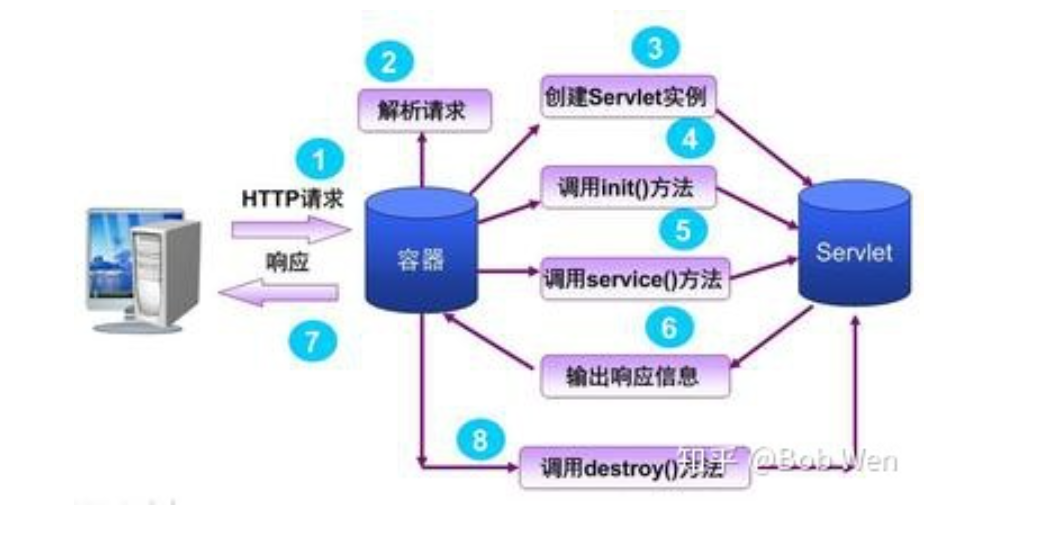 3
2
创建Servlet实例
解析请求
4
1
调用init()方法
HTTP请求
5
响应
容器
Servlet
调用service()方法
6
7
输出响应信息
8
调用destroy()方法
知乎 @Bob Wen